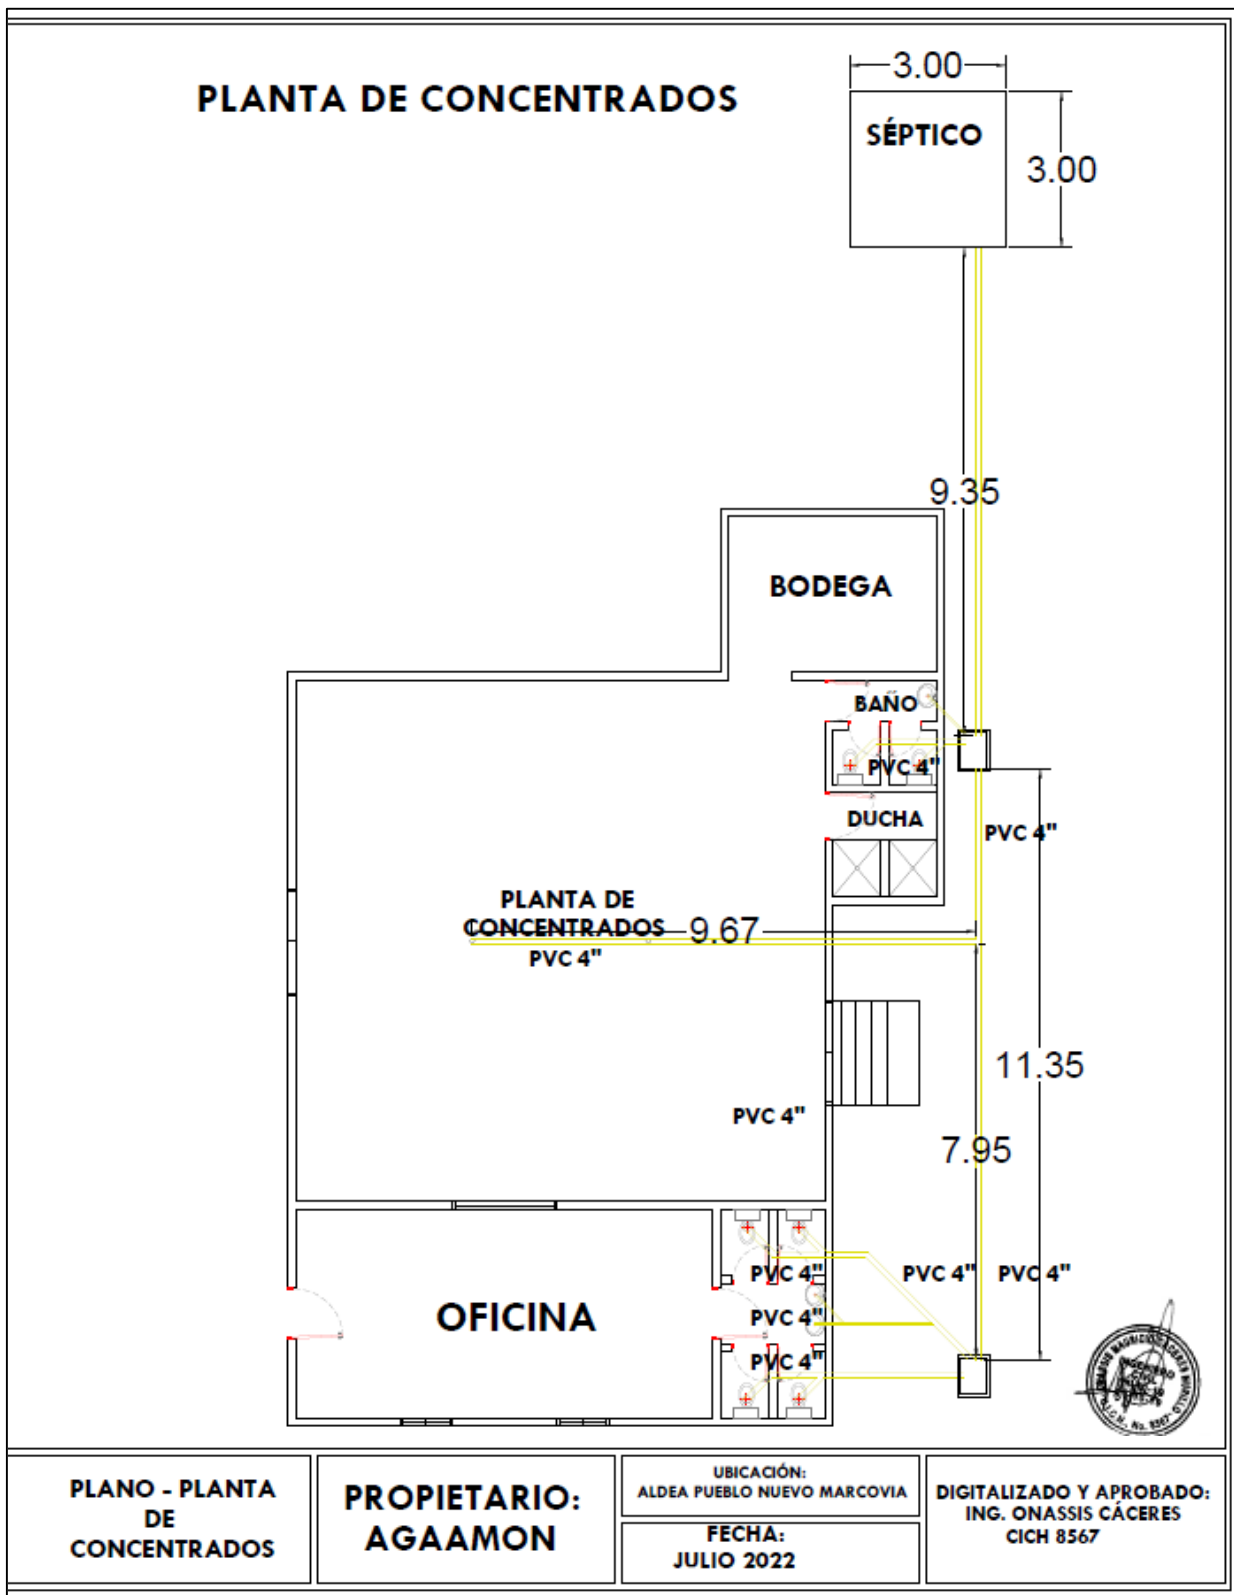 PLANTA DE CONCENTRADOS
3.00
SÉPTICO
3.00
9.35
BODEGA
BAÑO
PVC 4"
DUCHA
PVC 4"
PLANTA DE
CONCENTRADOS
9.67
PVC 4"
11.35
PVC 4"
7.95
PVC 4"
PVC 4"
PVC 4"
OFICINA
PVC 4"
PVC 4"
PLANO - PLANTA
DE
CONCENTRADOS
PROPIETARIO:
AGAAMON
UBICACIÓN:
ALDEA PUEBLO NUEVO MARCOVIA
FECHA:
JULIO 2022
DIGITALIZADO Y APROBADO:
ING. ONASSIS CÁCERES
CICH 8567